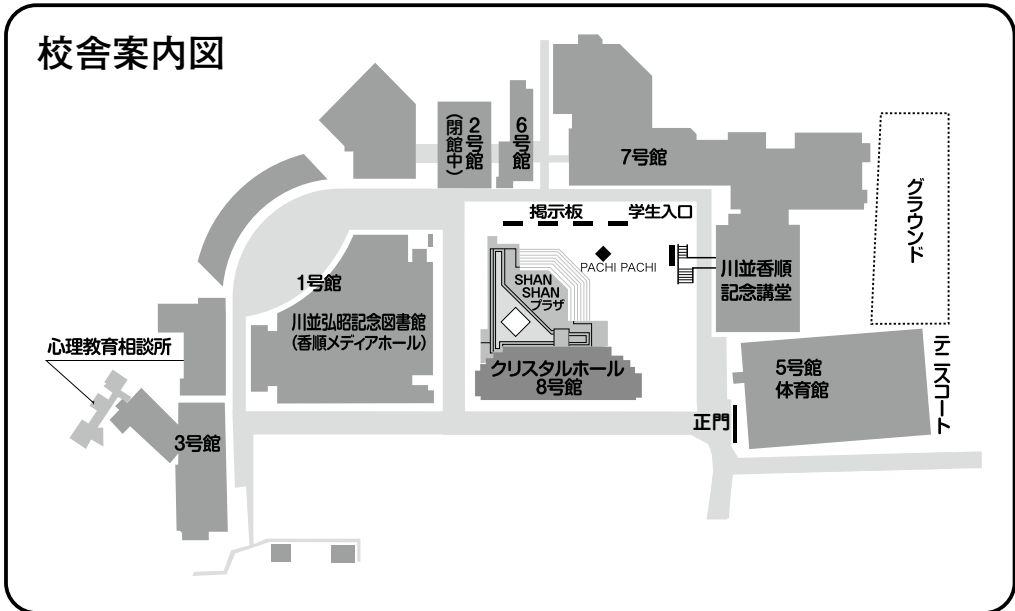 校舎案内図
2号館
(閉館中)
6号館
7号館
グラウンド
掲示板
学生入口
PACHI PACHI
川並香順
記念講堂
1号館
川並弘昭記念図書館
(香順メディアホール)
SHAN
SHAN
プラザ
クリスタルホール
8号館
心理教育相談所
3号館
正門
5号館
体育館
テニスコート